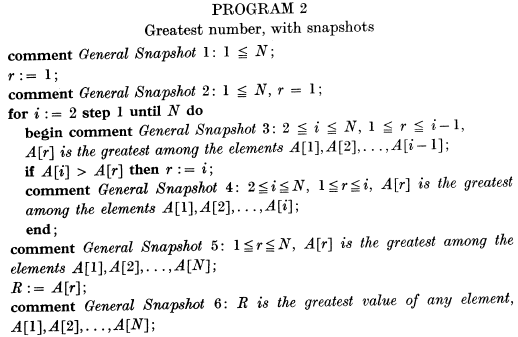 PROGRAM 2
Greatest number, with snapshots
comment General Snapshot 1: 1 ≦ N;
r := 1;
comment General Snapshot 2: 1 ≦ N, r = 1;
for i := 2 step 1 until N do
begin comment General Snapshot 3: 2 ≦ i ≦ N, 1 ≦ r ≦ i−1,
A[r] is the greatest among the elements A[1], A[2], . . . , A[i−1];
if A[i] > A[r] then r := i;
comment General Snapshot 4: 2≦i≦N, 1≦r≦i, A[r] is the greatest
among the elements A[1], A[2], . . . , A[i];
end;
comment General Snapshot 5: 1≦r≦N, A[r] is the greatest among the
elements A[1], A[2], . . . , A[N];
R := A[r];
comment General Snapshot 6: R is the greatest value of any element,
A[1], A[2], . . . , A[N];